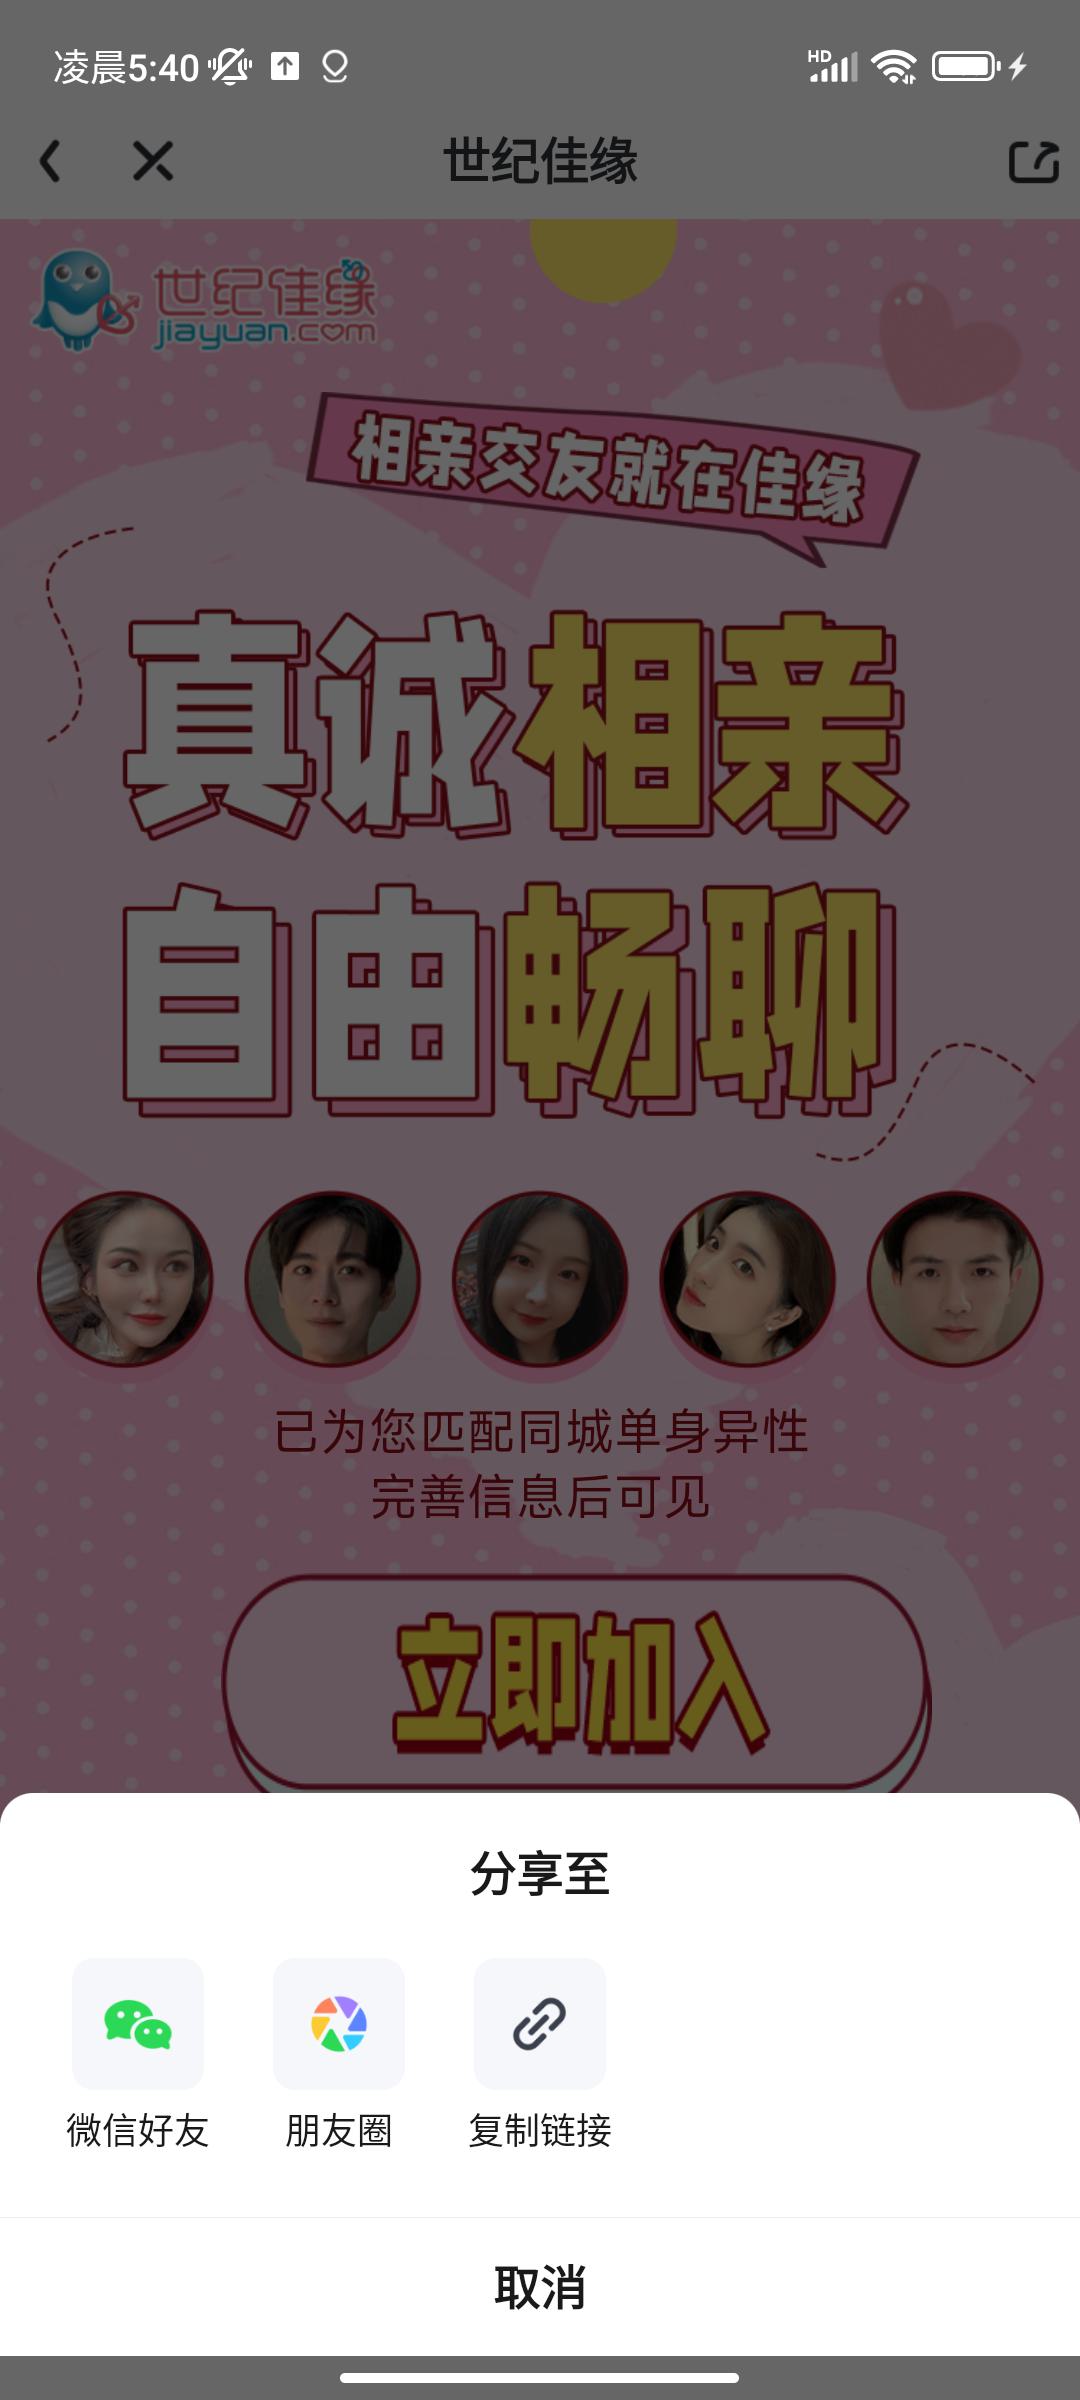 凌晨5:40
HD
世纪佳缘
世纪佳缘
jiayuan.com
相亲交友就在佳缘
真诚相亲
自由畅聊
已为您匹配同城单身异性
完善信息后可见
立即加入
分享至
微信好友 朋友圈 复制链接
取消